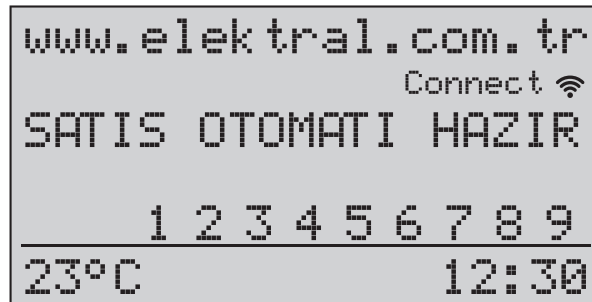 www.elektral.com.tr
Connect
SATIS OTOMATI HAZIR
1 2 3 4 5 6 7 8 9
23°C 12:30